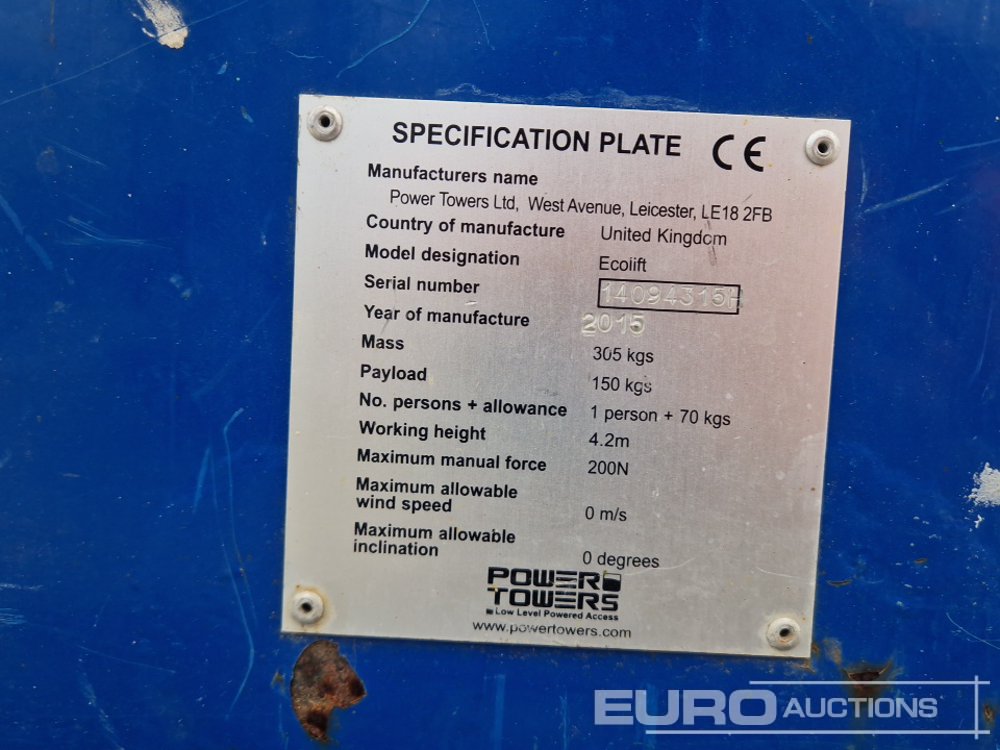 SPECIFICATION PLATE CE
Manufacturers name
Power Towers Ltd, West Avenue, Leicester, LE18 2FB
Country of manufacture United Kingdom
Model designation Ecolift
Serial number 14094315H
Year of manufacture 2015
Mass 305 kgs
Payload 150 kgs
No. persons + allowance 1 person + 70 kgs
Working height 4.2m
Maximum manual force 200N
Maximum allowable
wind speed 0 m/s
Maximum allowable
inclination 0 degrees
POWER
TOWERS
Low Level Powered Access
www.powertowers.com
EURO AUCTIONS